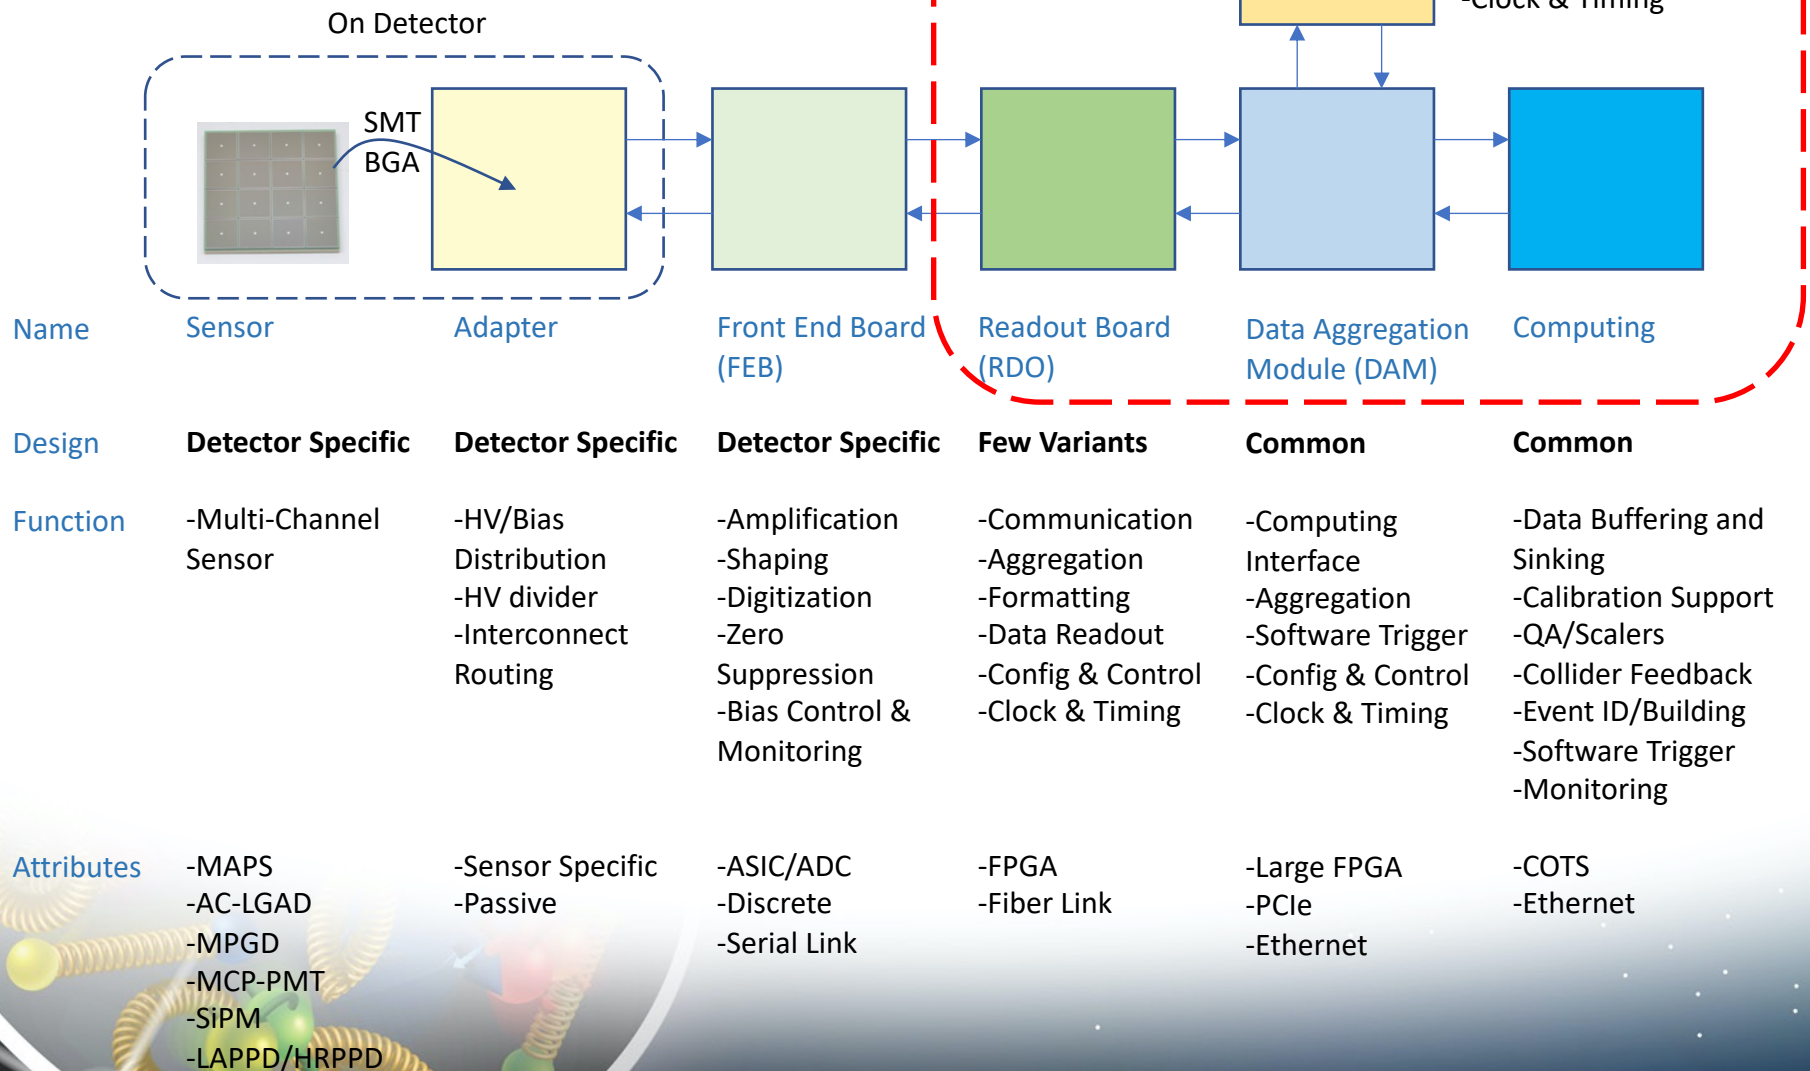 -Clock & Timing
On Detector
SMT
BGA
Name
Sensor
Adapter
Front End Board
(FEB)
Readout Board
(RDO)
Data Aggregation
Module (DAM)
Computing
Design
Detector Specific
Detector Specific
Detector Specific
Few Variants
Common
Common
Function
-Multi-Channel
Sensor
-HV/Bias
Distribution
-HV divider
-Interconnect
Routing
-Amplification
-Shaping
-Digitization
-Zero
Suppression
-Bias Control &
Monitoring
-Communication
-Aggregation
-Formatting
-Data Readout
-Config & Control
-Clock & Timing
-Computing
Interface
-Aggregation
-Software Trigger
-Config & Control
-Clock & Timing
-Data Buffering and
Sinking
-Calibration Support
-QA/Scalers
-Collider Feedback
-Event ID/Building
-Software Trigger
-Monitoring
Attributes
-MAPS
-AC-LGAD
-MPGD
-MCP-PMT
-SiPM
-LAPPD/HRPPD
-Sensor Specific
-Passive
-ASIC/ADC
-Discrete
-Serial Link
-FPGA
-Fiber Link
-Large FPGA
-PCIe
-Ethernet
-COTS
-Ethernet